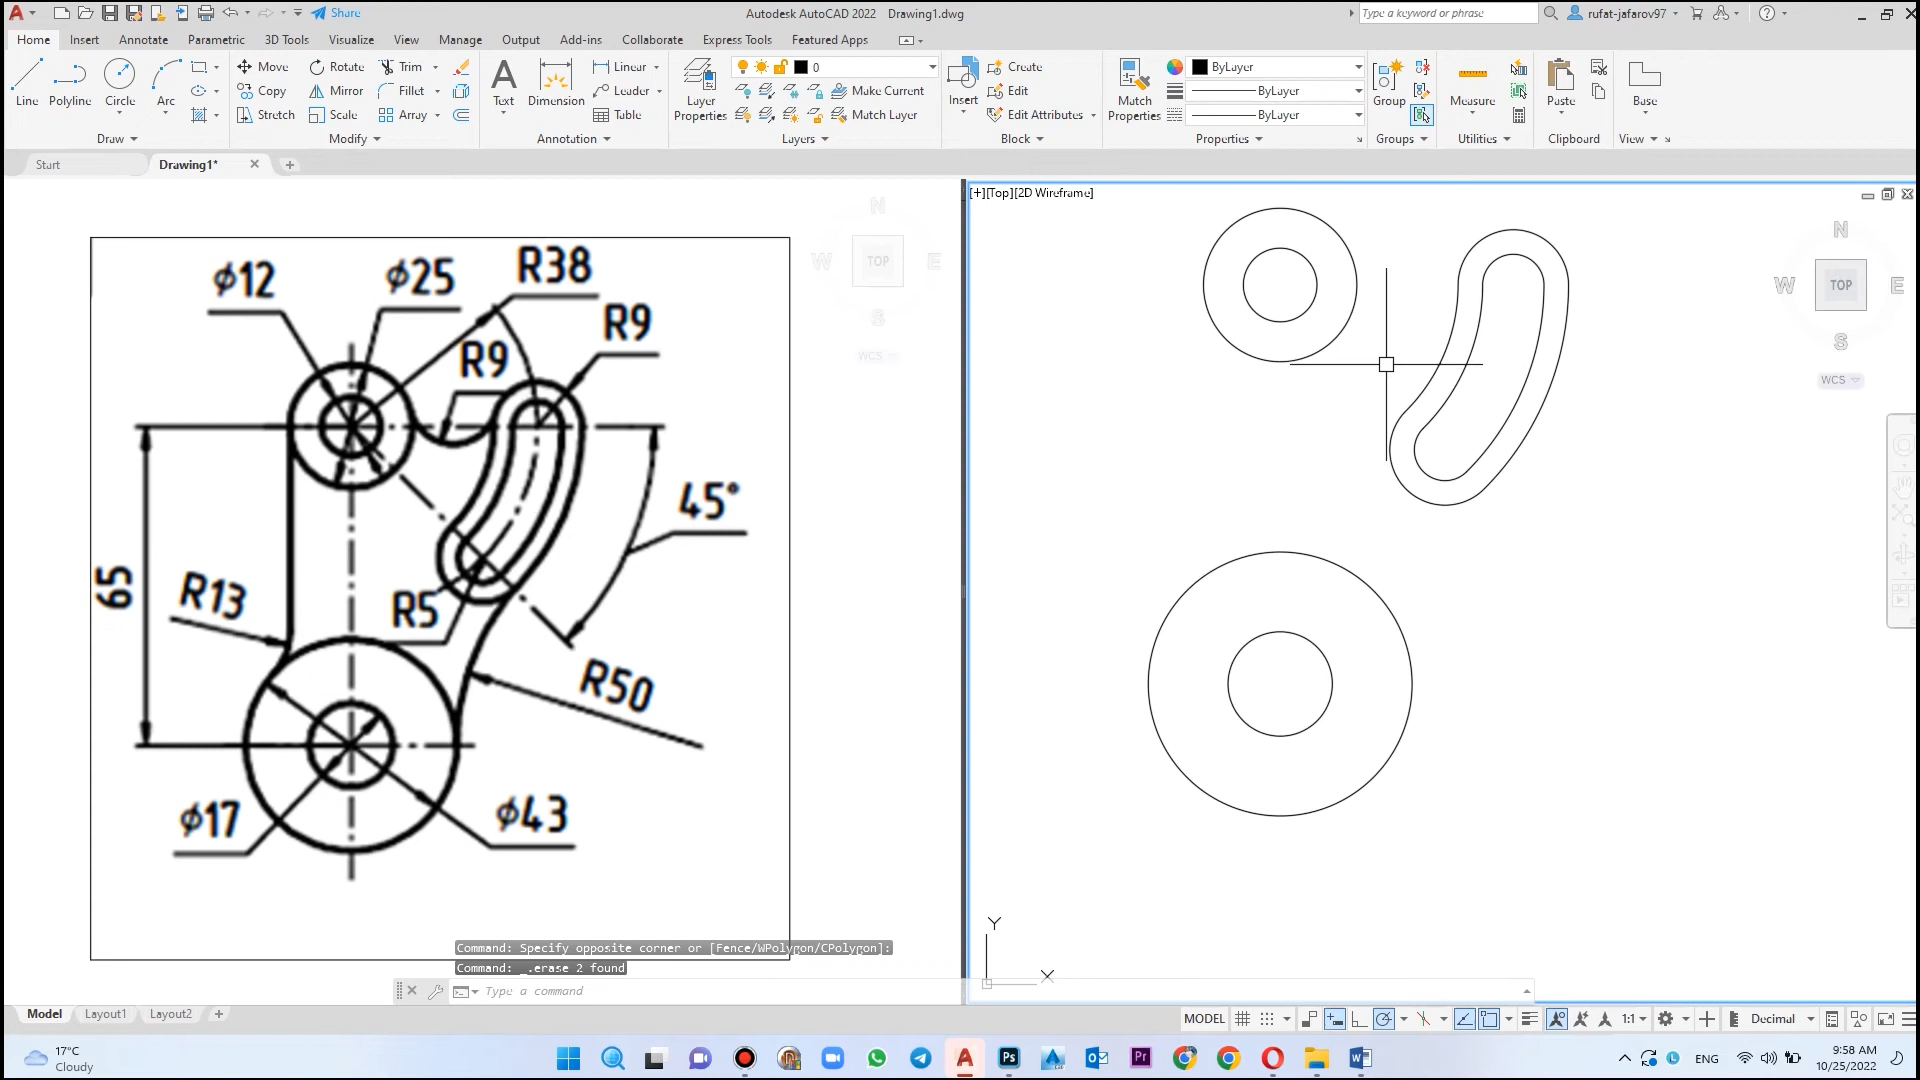 Share
Autodesk AutoCAD 2022 Drawing1.dwg
Type a keyword or phrase
rufat-jafarov97
Home Insert Annotate Parametric 3D Tools Visualize View Manage Output Add-ins Collaborate Express Tools Featured Apps
Line Polyline Circle Arc
Move Rotate Trim
Copy Mirror Fillet
Stretch Scale Array
Text Dimension
Linear
Leader
Table
Layer Properties
0
Make Current
Match Layer
Insert
Create
Edit
Edit Attributes
Match Properties
ByLayer
ByLayer
ByLayer
Group
Measure
Paste
Base
Draw Modify Annotation Layers Block Properties Groups Utilities Clipboard View
Start Drawing1*
[+][Top][2D Wireframe]
N
W TOP E
S
WCS
N
W TOP E
S
WCS
ϕ12 ϕ25 R38
R9
R9
45°
65
R13
R5
R50
ϕ17
ϕ43
Y
X
Command: Specify opposite corner or [Fence/WPolygon/CPolygon]:
Command: _.erase 2 found
Type a command
Model Layout1 Layout2 +
MODEL
1:1
Decimal
17°C
Cloudy
ENG
9:58 AM
10/25/2022